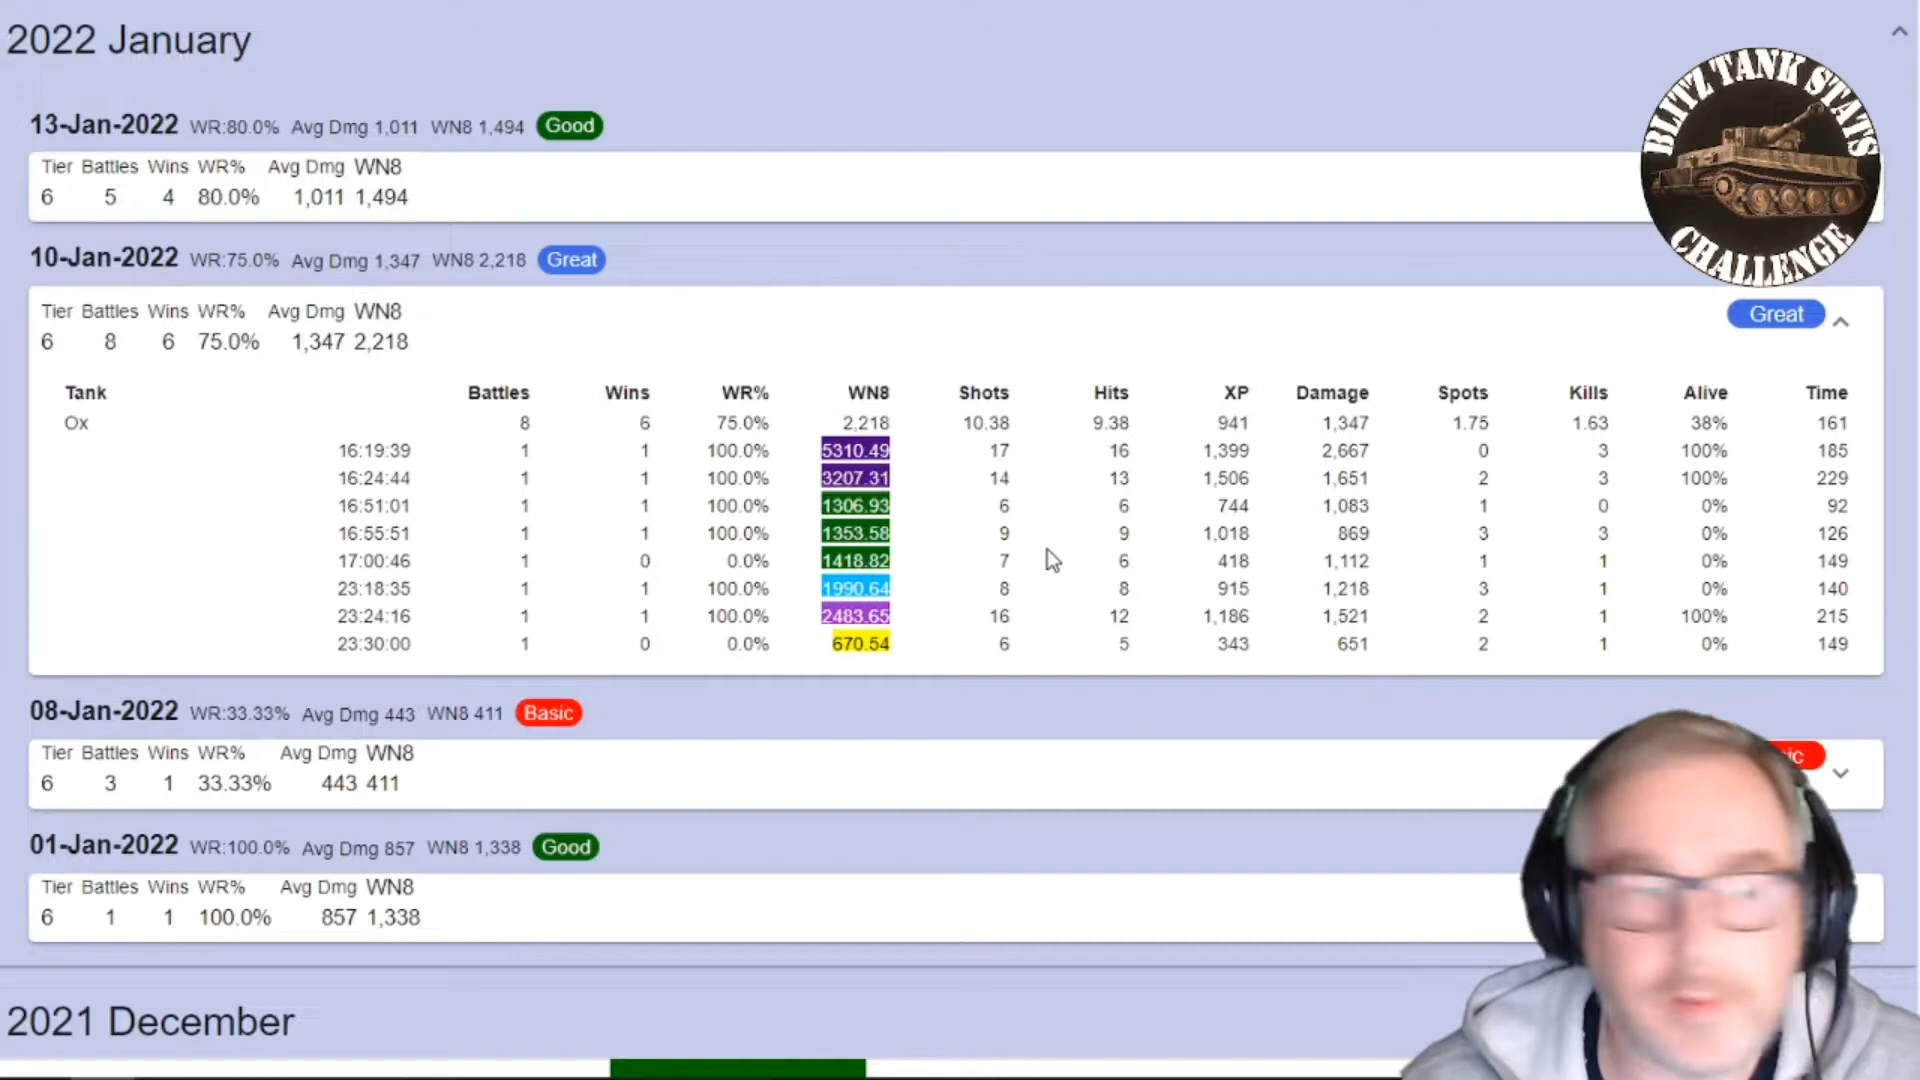 2022 January
BLITZ TANK STATS
CHALLENGE
13-Jan-2022 WR:80.0% Avg Dmg 1,011 WN8 1,494 Good
Tier Battles Wins WR% Avg Dmg WN8
6 5 4 80.0% 1,011 1,494
10-Jan-2022 WR:75.0% Avg Dmg 1,347 WN8 2,218 Great
Tier Battles Wins WR% Avg Dmg WN8 Great
6 8 6 75.0% 1,347 2,218
Tank Battles Wins WR% WN8 Shots Hits XP Damage Spots Kills Alive Time
Ox 8 6 75.0% 2,218 10.38 9.38 941 1,347 1.75 1.63 38% 161
16:19:39 1 1 100.0% 5310.49 17 16 1,399 2,667 0 3 100% 185
16:24:44 1 1 100.0% 3207.31 14 13 1,506 1,651 2 3 100% 229
16:51:01 1 1 100.0% 1306.93 6 6 744 1,083 1 0 0% 92
16:55:51 1 1 100.0% 1353.58 9 9 1,018 869 3 3 0% 126
17:00:46 1 0 0.0% 1418.82 7 6 418 1,112 1 1 0% 149
23:18:35 1 1 100.0% 1990.64 8 8 915 1,218 3 1 0% 140
23:24:16 1 1 100.0% 2483.65 16 12 1,186 1,521 2 1 100% 215
23:30:00 1 0 0.0% 670.54 6 5 343 651 2 1 0% 149
08-Jan-2022 WR:33.33% Avg Dmg 443 WN8 411 Basic
Tier Battles Wins WR% Avg Dmg WN8
6 3 1 33.33% 443 411
01-Jan-2022 WR:100.0% Avg Dmg 857 WN8 1,338 Good
Tier Battles Wins WR% Avg Dmg WN8
6 1 1 100.0% 857 1,338
2021 December